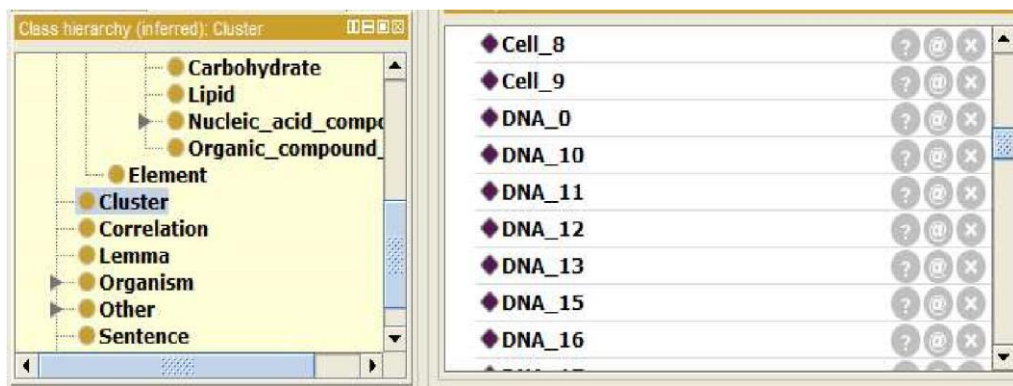 Class hierarchy (inferred): Cluster
Carbohydrate
Lipid
Nucleic_acid_compo
Organic_compound_
Element
Cluster
Correlation
Lemma
Organism
Other
Sentence
Cell_8 ? @ x
Cell_9 ? @ x
DNA_0 ? @ x
DNA_10 ? @ x
DNA_11 ? @ x
DNA_12 ? @ x
DNA_13 ? @ x
DNA_15 ? @ x
DNA_16 ? @ x